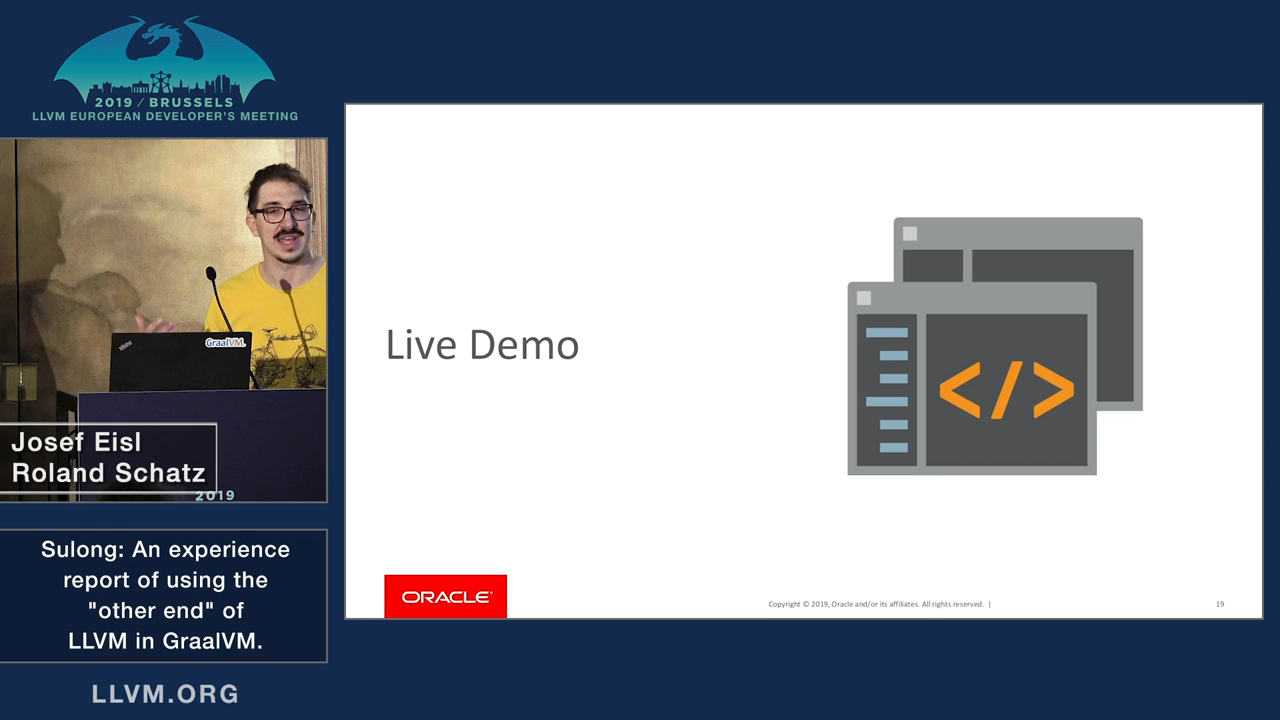 2019 / BRUSSELS
LLVM EUROPEAN DEVELOPER'S MEETING
GraalVM.
Josef Eisl
Roland Schatz
2019
Sulong: An experience
report of using the
"other end" of
LLVM in GraalVM.
LLVM.ORG
Live Demo
</>
ORACLE®
Copyright © 2019, Oracle and/or its affiliates. All rights reserved. |
19